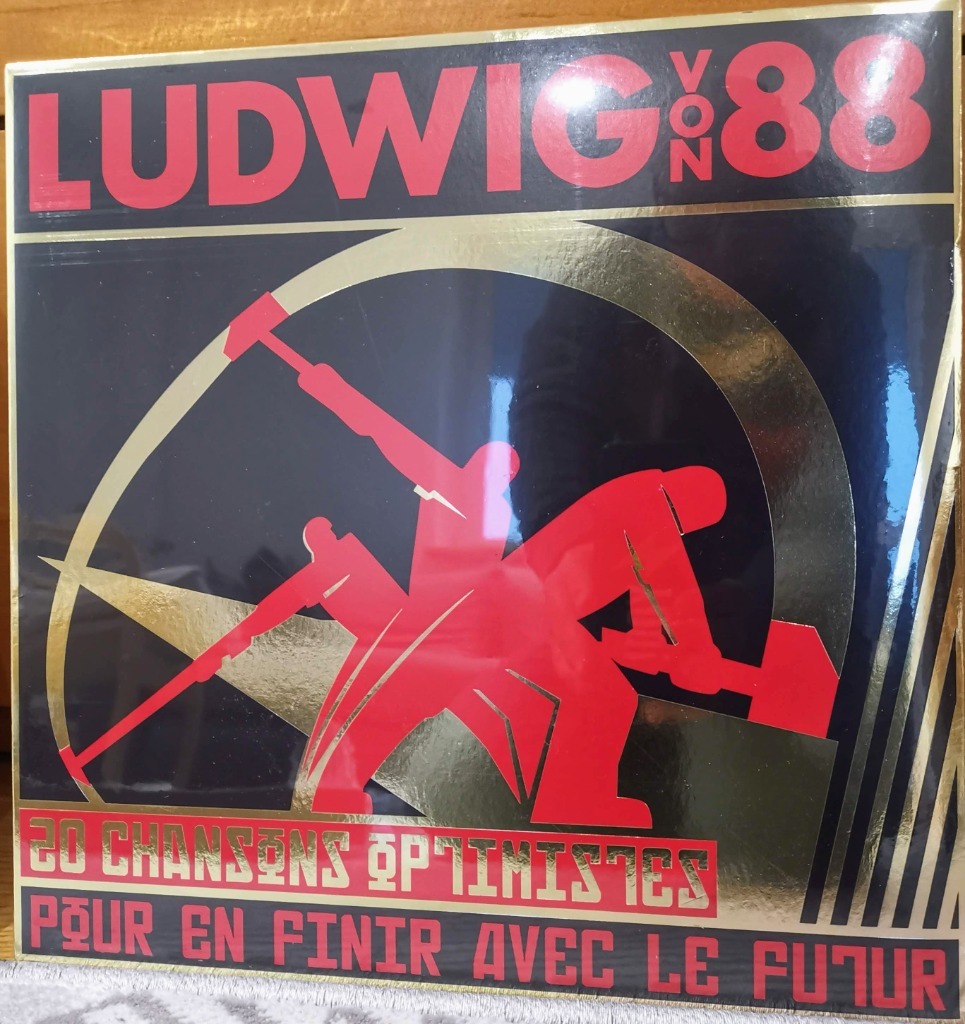 LUDWIG VON 88
20 CHANSONS OPTIMISTES
POUR EN FINIR AVEC LE FUTUR